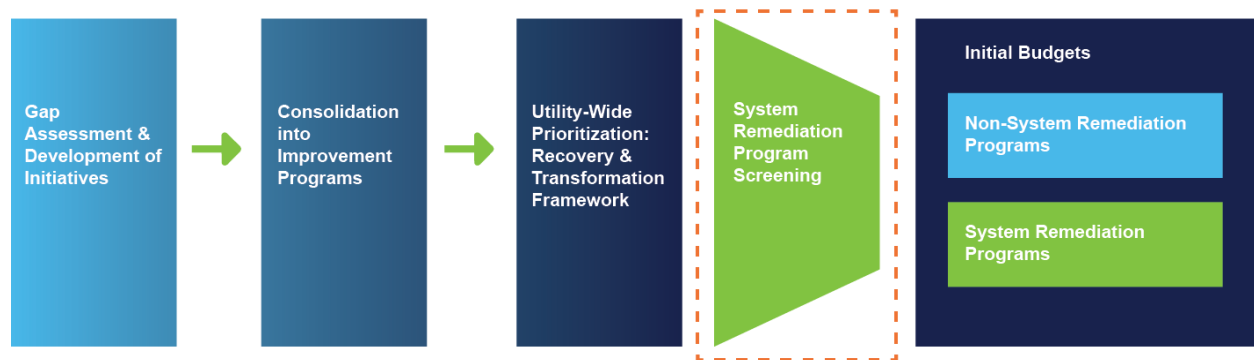 Gap
Assessment &
Development of
Initiatives
Consolidation
into
Improvement
Programs
Utility-Wide
Prioritization:
Recovery &
Transformation
Framework
System
Remediation
Program
Screening
Initial Budgets
Non-System Remediation
Programs
System Remediation
Programs